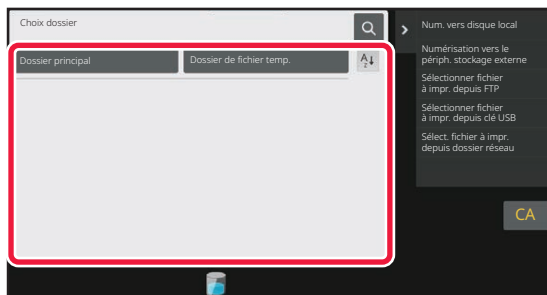 Choix dossier
Dossier principal
Dossier de fichier temp.
A
Z
Num. vers disque local
Numérisation vers le
périph. stockage externe
Sélectionner fichier
à impr. depuis FTP
Sélectionner fichier
à impr. depuis clé USB
Sélect. fichier à impr.
depuis dossier réseau
CA